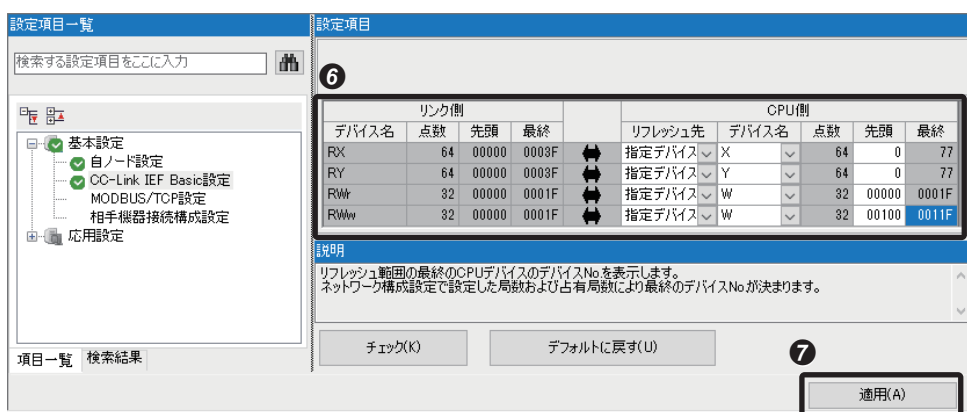 設定項目一覧
検索する設定項目をここに入力
基本設定
自ノード設定
CC-Link IEF Basic設定
MODBUS/TCP設定
相手機器接続構成設定
応用設定
項目一覧 検索結果
設定項目
6
リンク側 CPU側
デバイス名 点数 先頭 最終 リフレッシュ先 デバイス名 点数 先頭 最終
RX 64 00000 0003F 指定デバイス X 64 0 77
RY 64 00000 0003F 指定デバイス Y 64 0 77
RWr 32 00000 0001F 指定デバイス W 32 00000 0001F
RWw 32 00000 0001F 指定デバイス W 32 00100 0011F
説明
リフレッシュ範囲の最終のCPUデバイスのデバイスNo.を表示します。
ネットワーク構成設定で設定した局数および占有局数により最終のデバイスNo.が決まります。
チェック(K) デフォルトに戻す(U)
7
適用(A)